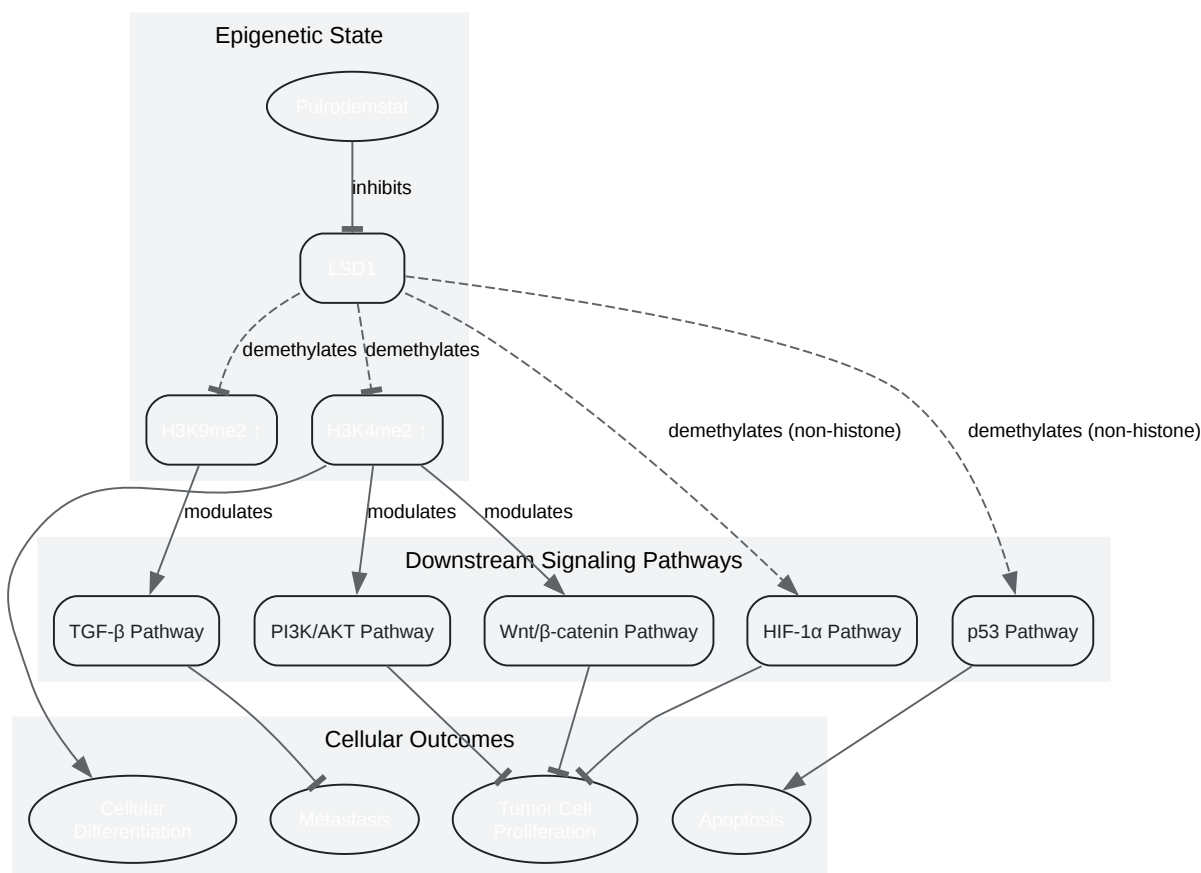 Epigenetic State
Pulrodemstat
inhibits
LSD1
demethylates
demethylates
H3K9me2 ↑
H3K4me2 ↑
demethylates (non-histone)
demethylates (non-histone)
modulates
modulates
modulates
Downstream Signaling Pathways
TGF-β Pathway
PI3K/AKT Pathway
Wnt/β-catenin Pathway
HIF-1α Pathway
p53 Pathway
Cellular Outcomes
Cellular
Differentiation
Metastasis
Tumor Cell
Proliferation
Apoptosis